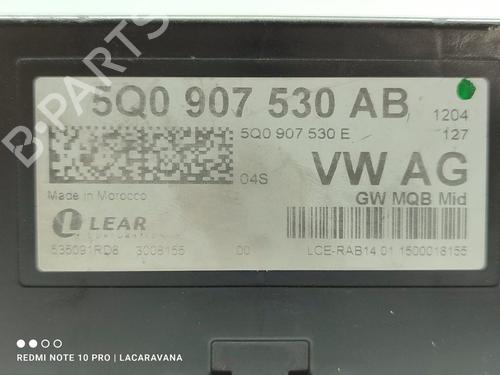 B-PARTS
5Q0 907 530 AB
1204
5Q0 907 530 E
127
04S
VW AG
GW MQB Mid
Made in Morocco
LEAR
CORPORATION
535091RD8 3008155 00
LCE-RAB14.01 1500018155
REDMI NOTE 10 PRO | LACARAVANA